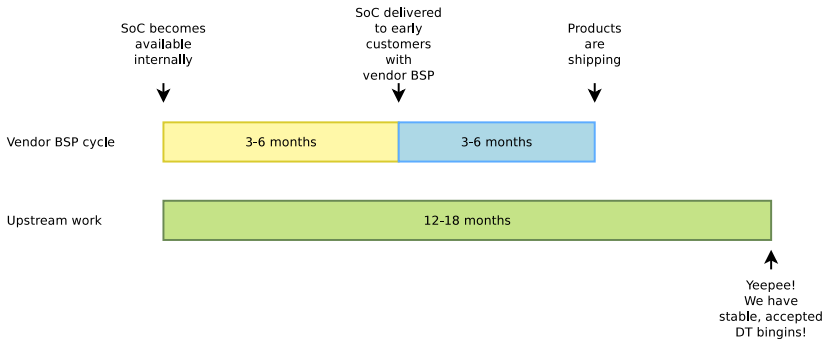 SoC becomes
available
internally
SoC delivered
to early
customers
with
vendor BSP
Products
are
shipping
Vendor BSP cycle
3-6 months
3-6 months
Upstream work
12-18 months
Yeepee!
We have
stable, accepted
DT bingins!